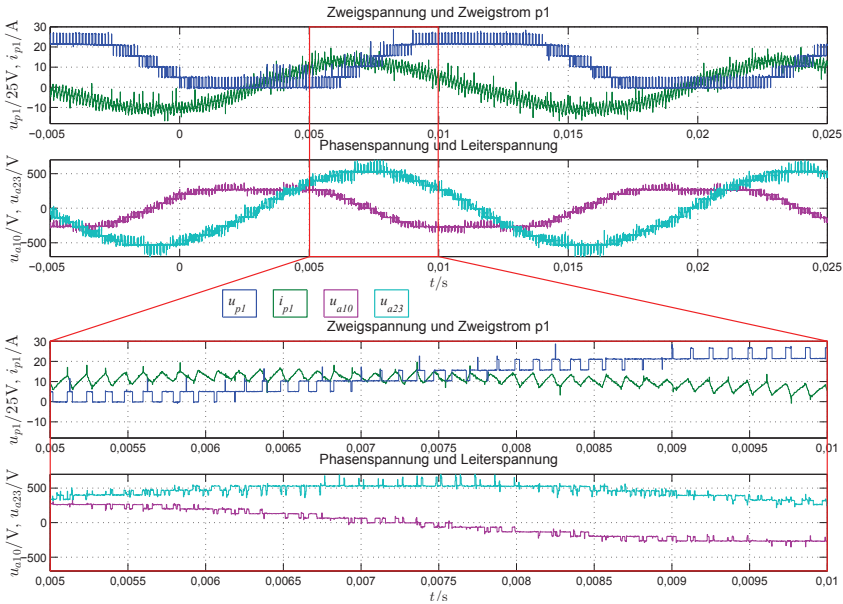 Zweigspannung und Zweigstrom p1
u_p1/25V, i_p1/A
30
20
10
0
−10
−0,005 0 0,005 0,01 0,015 0,02 0,025
Phasenspannung und Leiterspannung
u_a10/V, u_a23/V
500
0
−500
−0,005 0 0,005 0,01 0,015 0,02 0,025
t/s
u_p1 i_p1 u_a10 u_a23
Zweigspannung und Zweigstrom p1
u_p1/25V, i_p1/A
30
20
10
0
−10
0,005 0,0055 0,006 0,0065 0,007 0,0075 0,008 0,0085 0,009 0,0095 0,01
Phasenspannung und Leiterspannung
u_a10/V, u_a23/V
500
0
−500
0,005 0,0055 0,006 0,0065 0,007 0,0075 0,008 0,0085 0,009 0,0095 0,01
t/s